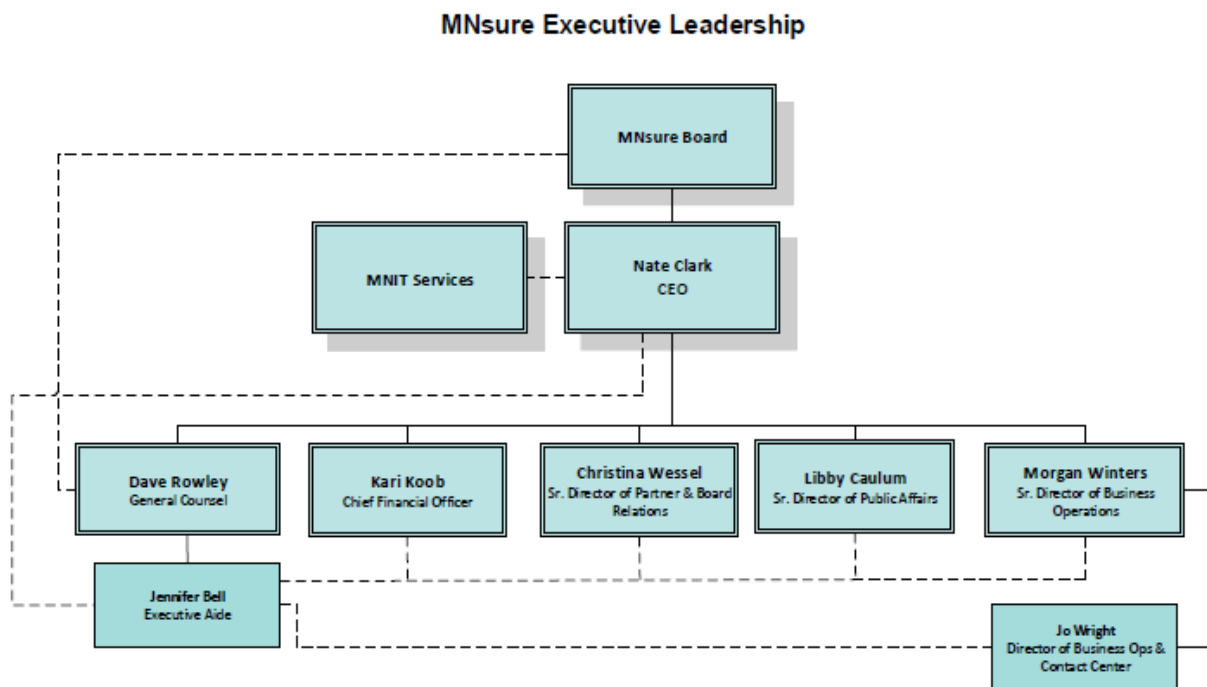 MNsure Executive Leadership
MNsure Board
MNIT Services
Nate Clark
CEO
Dave Rowley
General Counsel
Kari Koob
Chief Financial Officer
Christina Wessel
Sr. Director of Partner & Board
Relations
Libby Caulum
Sr. Director of Public Affairs
Morgan Winters
Sr. Director of Business
Operations
Jennifer Bell
Executive Aide
Jo Wright
Director of Business Ops &
Contact Center